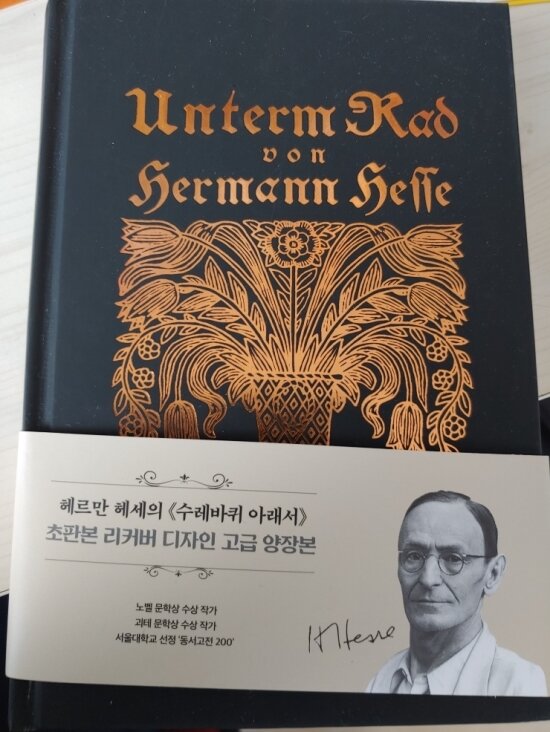 Unterm Rad
von
Hermann Hesse
헤르만 헤세의 《수레바퀴 아래서》
초판본 리커버 디자인 고급 양장본
노벨 문학상 수상 작가
괴테 문학상 수상 작가
서울대학교 선정 '동서고전 200'
HHesse